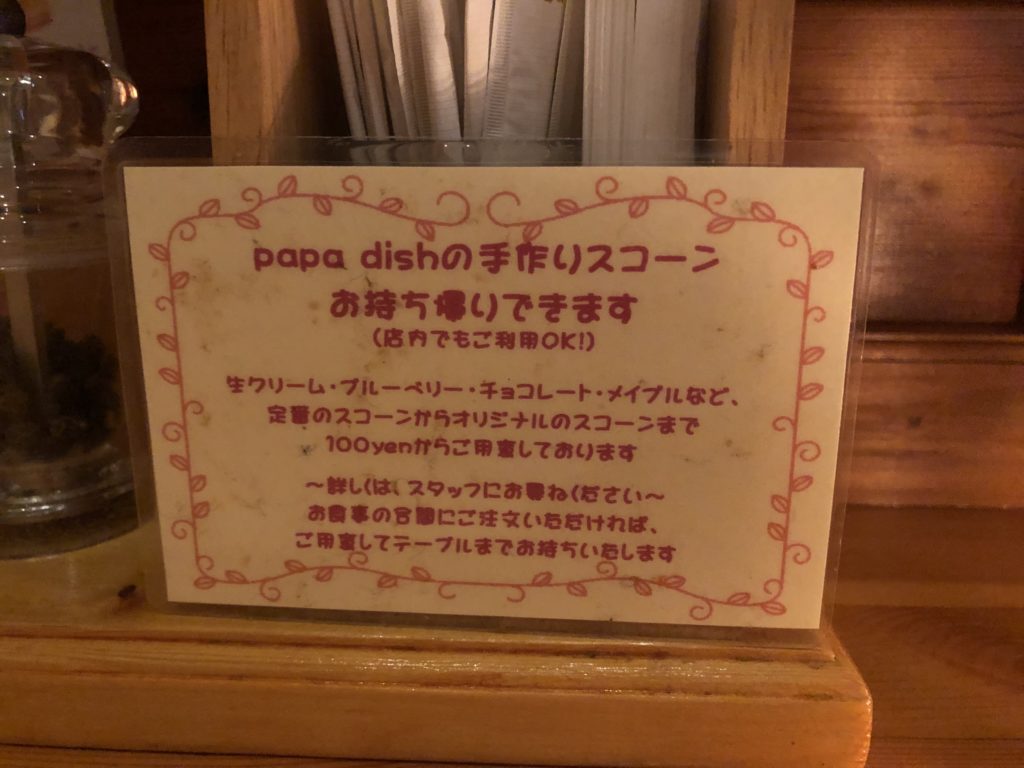 papa dishの手作りスコーン
お持ち帰りできます
(店内でもご利用OK!)
生クリーム・ブルーベリー・チョコレート・メイプルなど、
定番のスコーンからオリジナルのスコーンまで
100yenからご用意しております
～詳しくは、スタッフにお尋ねください～
お食事の合間にご注文いただければ、
ご用意してテーブルまでお持ちいたします